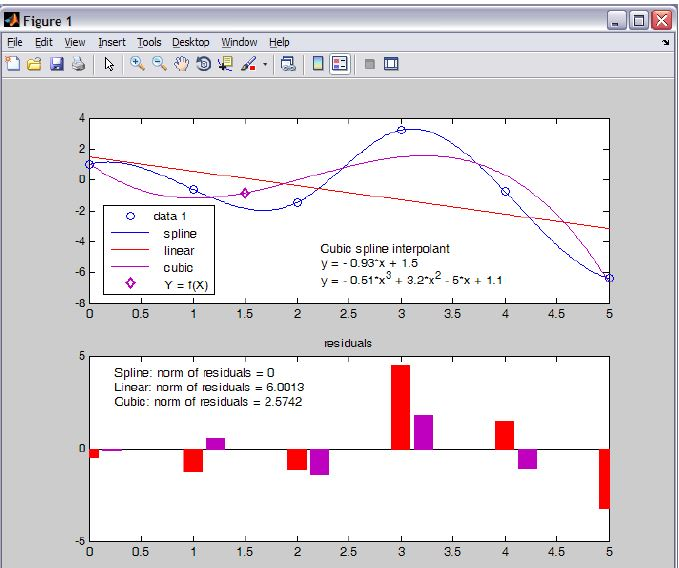 Figure 1
File Edit View Insert Tools Desktop Window Help
4
2
0
-2
-4
-6
-8
data 1
spline
linear
cubic
Y = f(X)
Cubic spline interpolant
y = - 0.93*x + 1.5
y = - 0.51*x³ + 3.2*x² - 5*x + 1.1
0 0.5 1 1.5 2 2.5 3 3.5 4 4.5 5
residuals
5
0
-5
Spline: norm of residuals = 0
Linear: norm of residuals = 6.0013
Cubic: norm of residuals = 2.5742
0 0.5 1 1.5 2 2.5 3 3.5 4 4.5 5